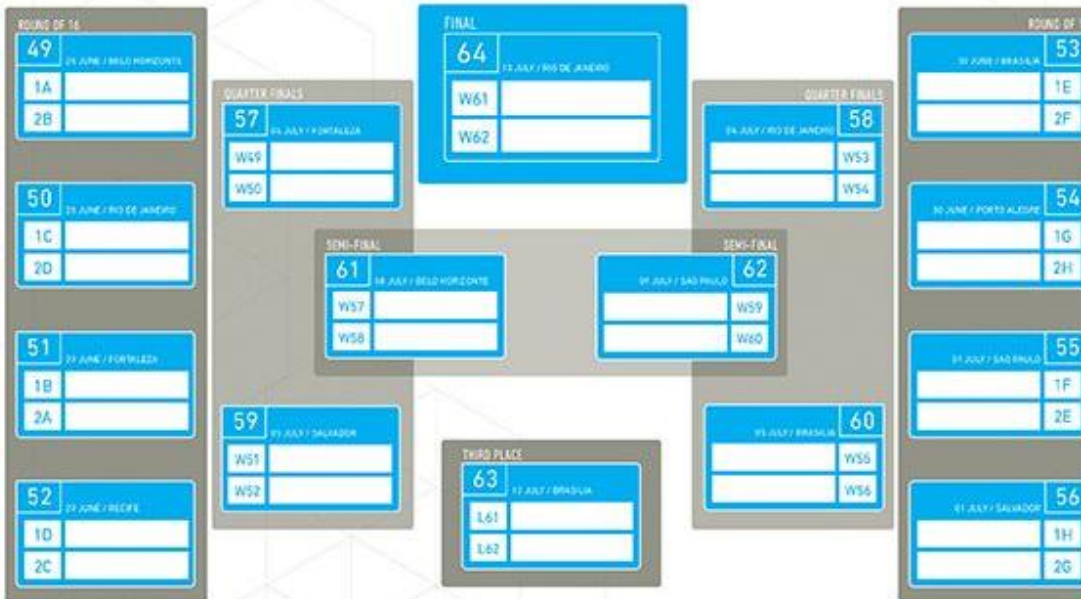 ROUND OF 16
49
28 JUNE / BELO HORIZONTE
1A
2B
50
28 JUNE / RIO DE JANEIRO
1C
2D
51
29 JUNE / FORTALEZA
1B
2A
52
29 JUNE / RECIFE
1D
2C
QUARTER FINALS
57
04 JULY / FORTALEZA
W49
W50
59
05 JULY / SALVADOR
W51
W52
FINAL
64
13 JULY / RIO DE JANEIRO
W61
W62
SEMI-FINAL
61
08 JULY / BELO HORIZONTE
W57
W58
SEMI-FINAL
62
09 JULY / SAO PAULO
W59
W60
THIRD PLACE
63
12 JULY / BRASILIA
L61
L62
QUARTER FINALS
58
04 JULY / RIO DE JANEIRO
W53
W54
60
05 JULY / BRASILIA
W55
W56
ROUND OF
53
30 JUNE / BRASILIA
1E
2F
54
30 JUNE / PORTO ALEGRE
1G
2H
55
01 JULY / SAO PAULO
1F
2E
56
01 JULY / SALVADOR
1H
2G